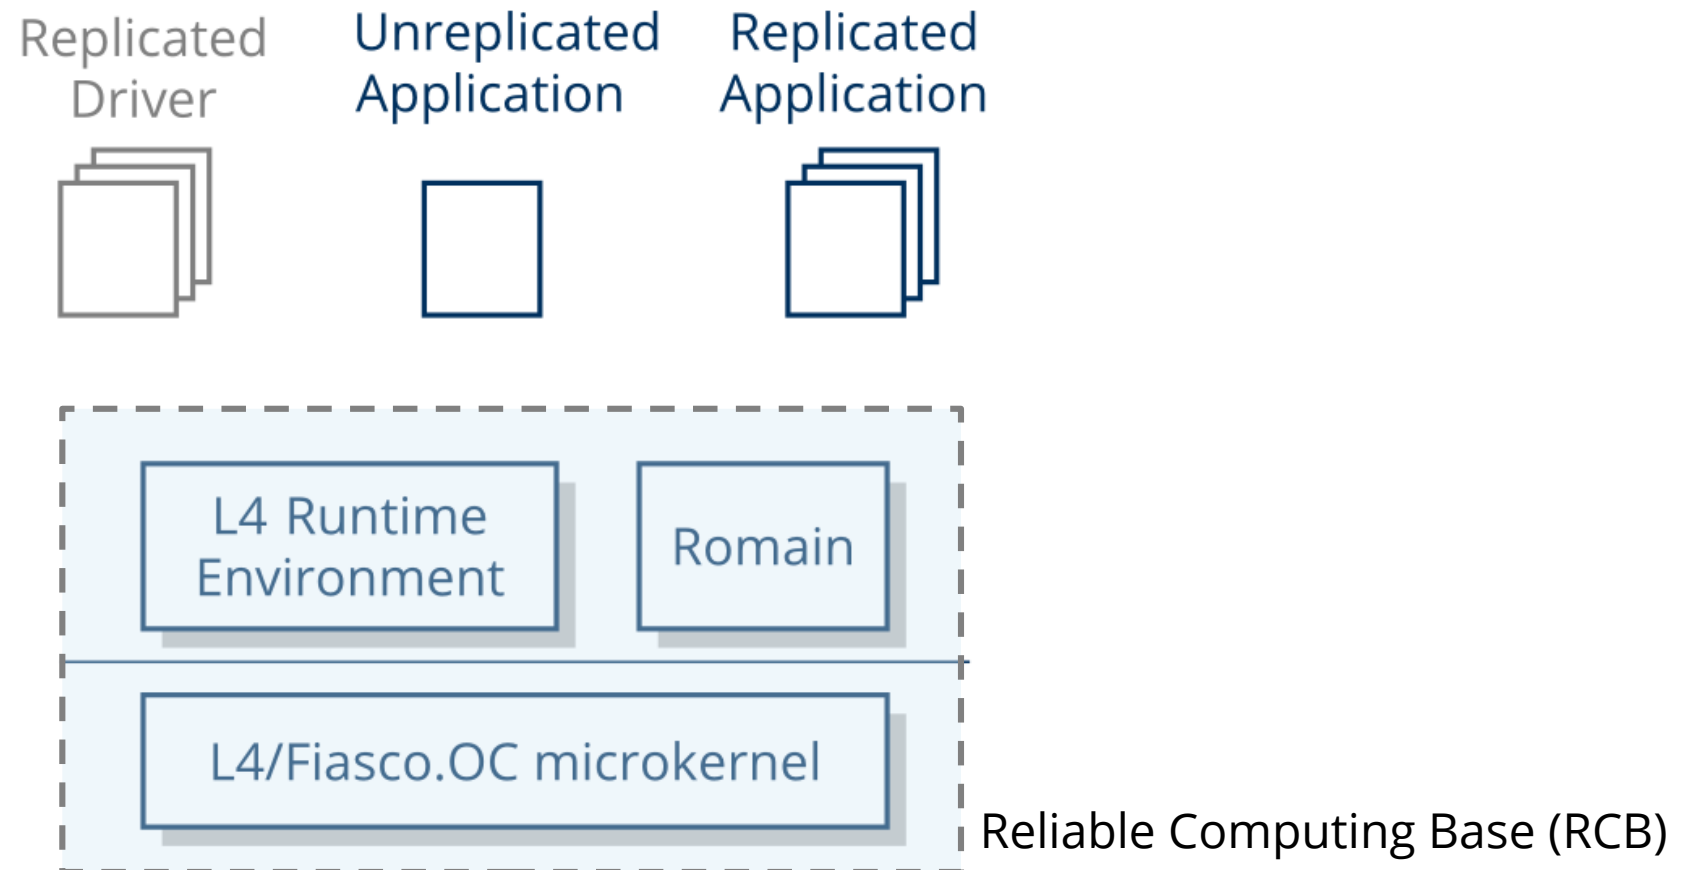 Replicated
Driver
Unreplicated
Application
Replicated
Application
L4 Runtime
Environment
Romain
L4/Fiasco.OC microkernel
Reliable Computing Base (RCB)